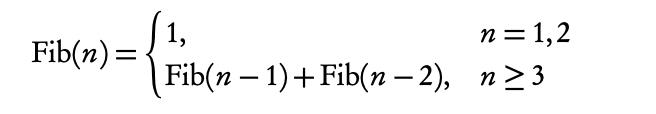 Fib(n) = { 1, n = 1,2
Fib(n − 1) + Fib(n − 2), n ≥ 3